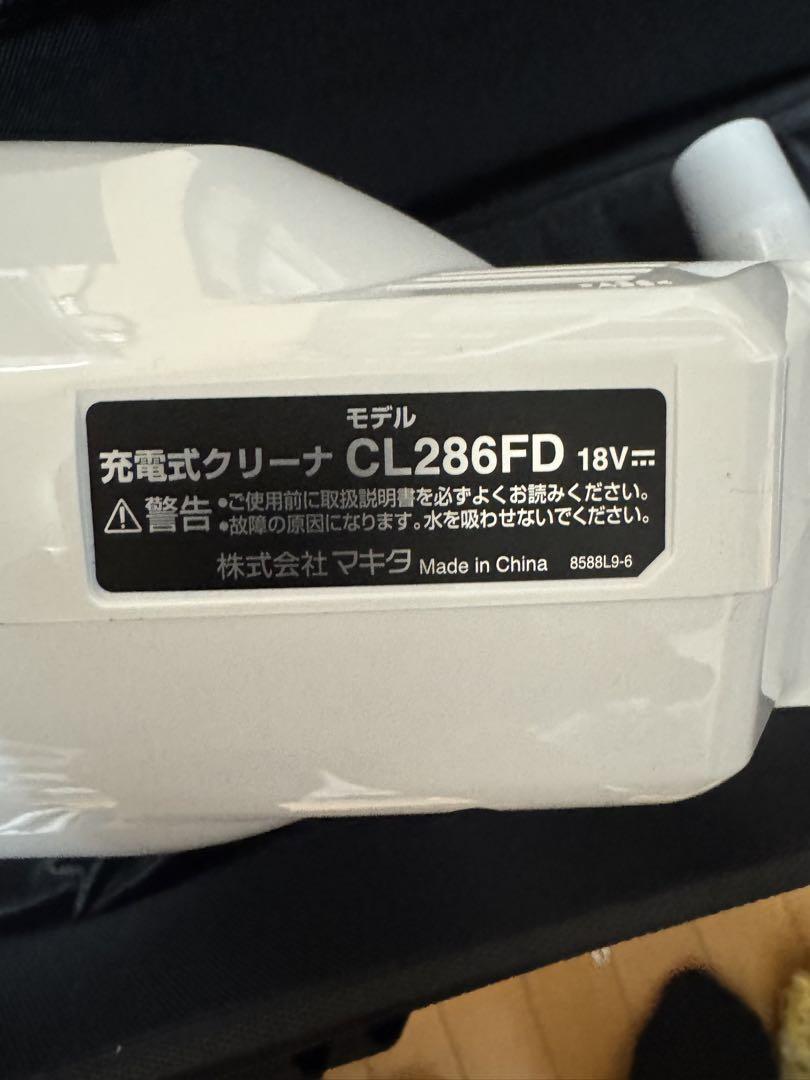 モデル
充電式クリーナ CL286FD 18V⎓
⚠警告 •ご使用前に取扱説明書を必ずよくお読みください。
•故障の原因になります。水を吸わせないでください。
株式会社マキタ Made in China 8588L9-6